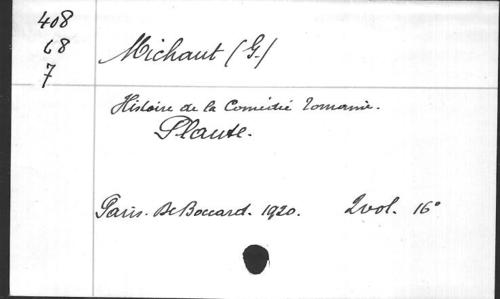 408
68
7
Michaut (G.)
Histoire de la Comédie romaine.
Plaute.
Paris. De Boccard. 1920. 2 vol. 16°